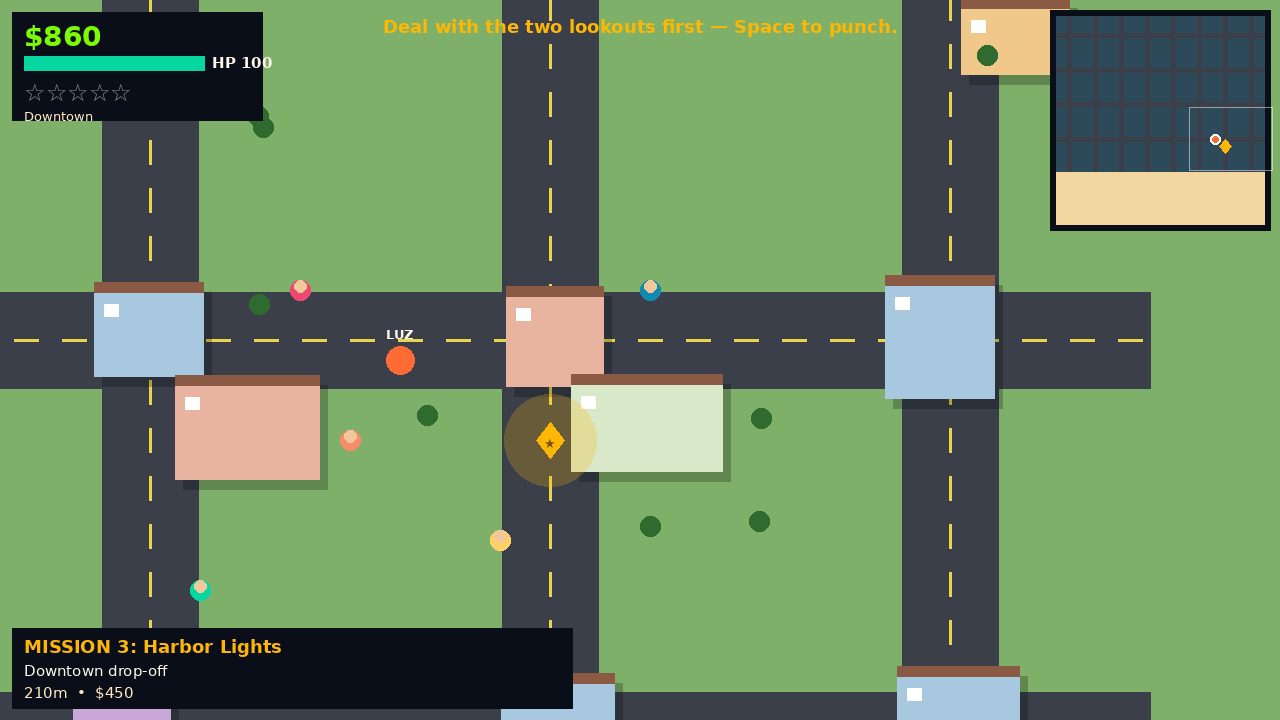 $860
HP 100
☆☆☆☆☆
Downtown
Deal with the two lookouts first — Space to punch.
LUZ
★
MISSION 3: Harbor Lights
Downtown drop-off
210m • $450